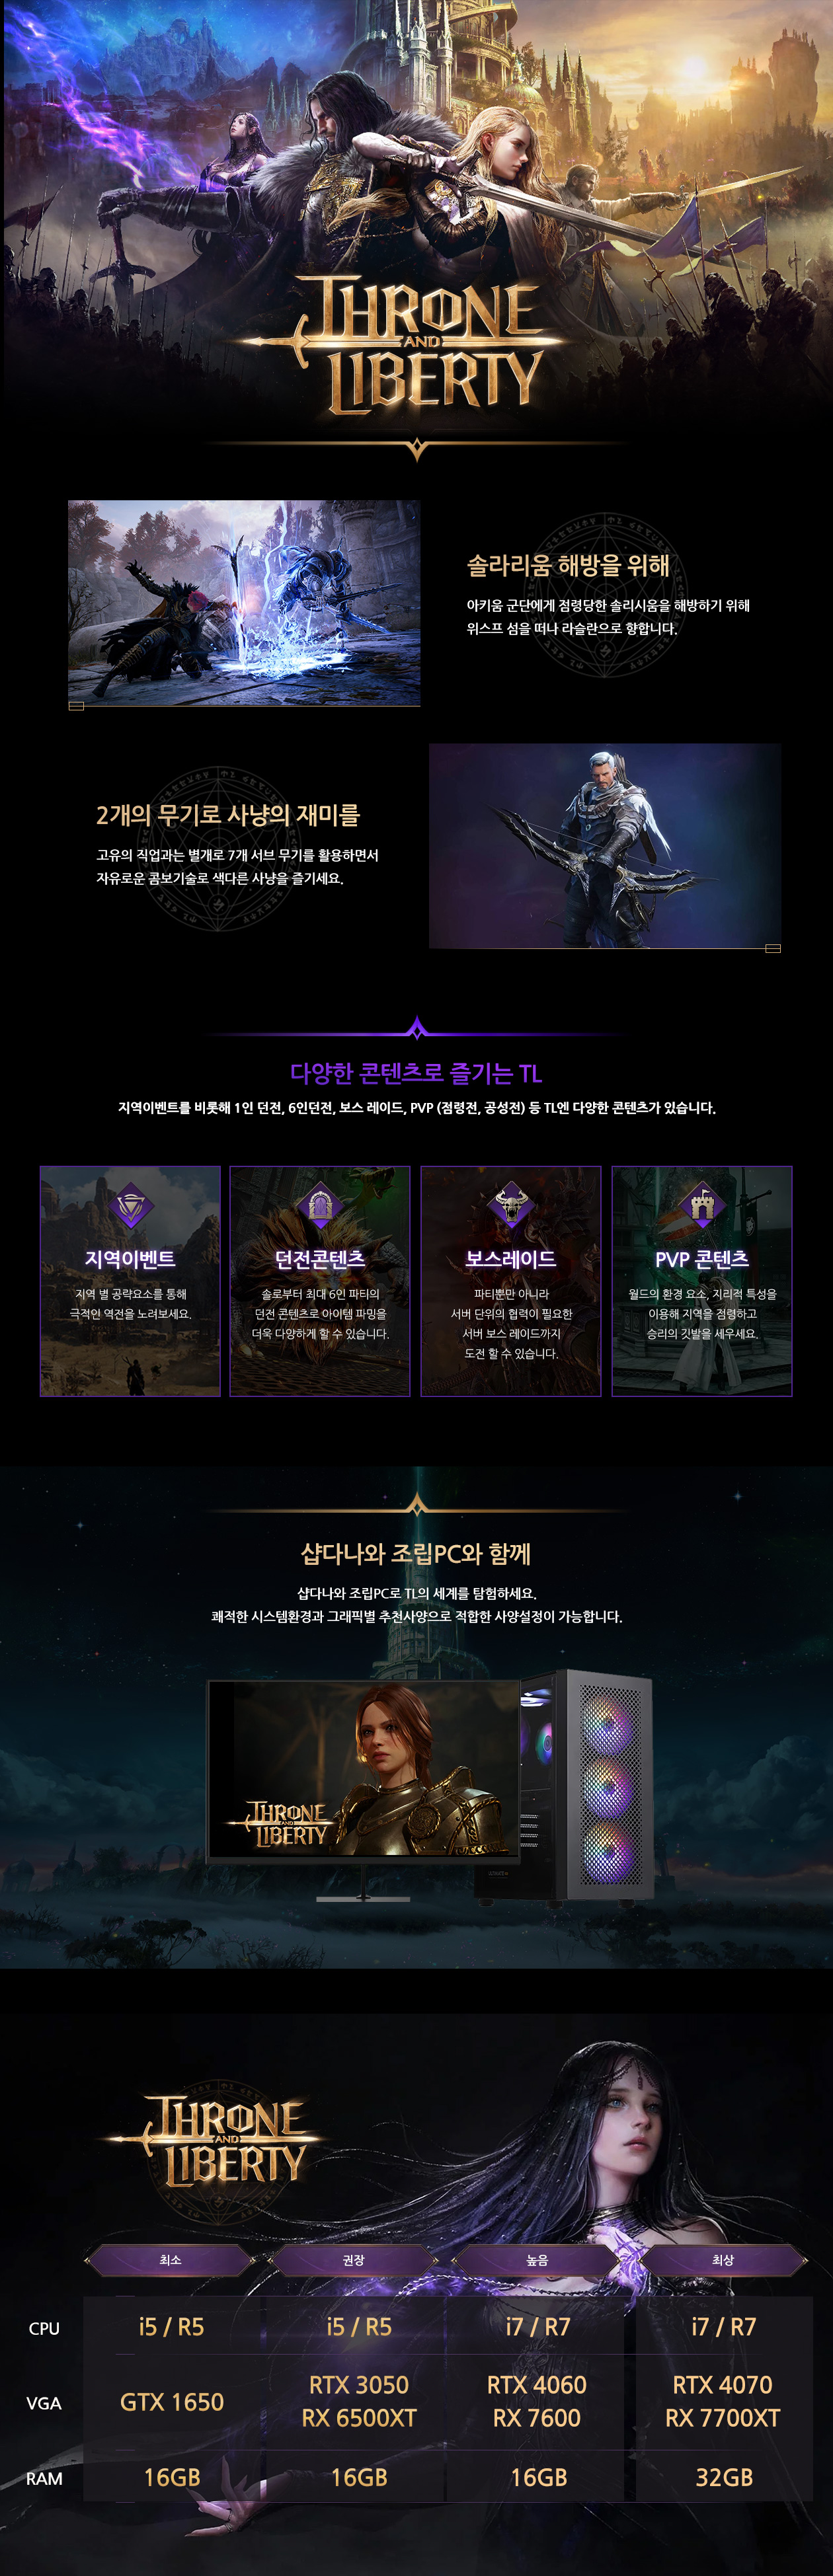 THRONE
AND
LIBERTY
솔라리움 해방을 위해
아키움 군단에게 점령당한 솔리시움을 해방하기 위해
위스프 섬을 떠나 라슬란으로 향합니다.
2개의 무기로 사냥의 재미를
고유의 직업과는 별개로 7개 서브 무기를 활용하면서
자유로운 콤보기술로 색다른 사냥을 즐기세요.
다양한 콘텐츠로 즐기는 TL
지역이벤트를 비롯해 1인 던전, 6인던전, 보스 레이드, PVP (점령전, 공성전) 등 TL엔 다양한 콘텐츠가 있습니다.
지역이벤트
지역 별 공략요소를 통해
극적인 역전을 노려보세요.
던전콘텐츠
솔로부터 최대 6인 파티의
던전 콘텐츠로 아이템 파밍을
더욱 다양하게 할 수 있습니다.
보스레이드
파티뿐만 아니라
서버 단위의 협력이 필요한
서버 보스 레이드까지
도전 할 수 있습니다.
PVP 콘텐츠
월드의 환경 요소, 지리적 특성을
이용해 지역을 점령하고
승리의 깃발을 세우세요.
샵다나와 조립PC와 함께
샵다나와 조립PC로 TL의 세계를 탐험하세요.
쾌적한 시스템환경과 그래픽별 추천사양으로 적합한 사양설정이 가능합니다.
THRONE
AND
LIBERTY
THRONE
AND
LIBERTY
최소 권장 높음 최상
CPU i5 / R5 i5 / R5 i7 / R7 i7 / R7
VGA GTX 1650 RTX 3050 RX 6500XT RTX 4060 RX 7600 RTX 4070 RX 7700XT
RAM 16GB 16GB 16GB 32GB